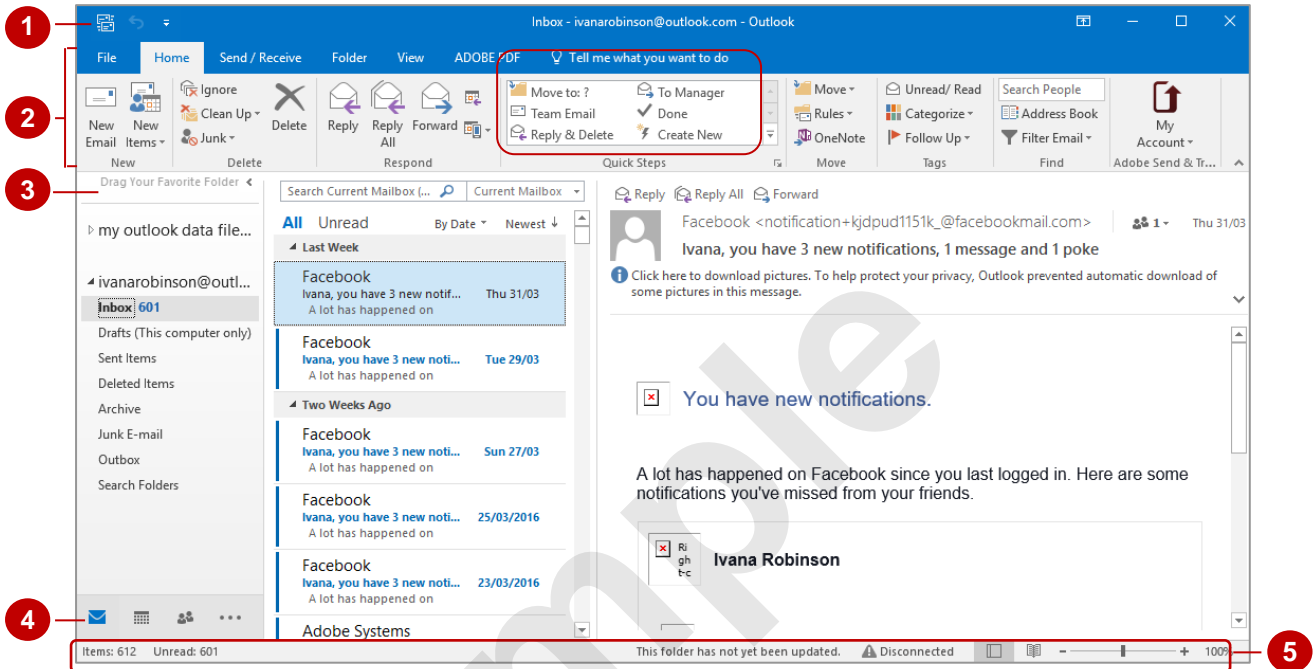 1
Inbox - ivanarobinson@outlook.com - Outlook
File Home Send / Receive Folder View ADOBE PDF Tell me what you want to do
2
New Email
New Items
New
Ignore
Clean Up
Junk
Delete
Delete
Reply
Reply All
Forward
Respond
Move to: ?
Team Email
Reply & Delete
To Manager
Done
Create New
Quick Steps
Move
Rules
OneNote
Move
Unread/ Read
Categorize
Follow Up
Tags
Search People
Address Book
Filter Email
Find
My Account
Adobe Send & Tr...
3
Drag Your Favorite Folder
my outlook data file...
ivanarobinson@outl...
Inbox 601
Drafts (This computer only)
Sent Items
Deleted Items
Archive
Junk E-mail
Outbox
Search Folders
4
Search Current Mailbox (... Current Mailbox
All Unread By Date Newest
Last Week
Facebook
Ivana, you have 3 new notif... Thu 31/03
A lot has happened on
Facebook
Ivana, you have 3 new noti... Tue 29/03
A lot has happened on
Two Weeks Ago
Facebook
Ivana, you have 3 new noti... Sun 27/03
A lot has happened on
Facebook
Ivana, you have 3 new noti... 25/03/2016
A lot has happened on
Facebook
Ivana, you have 3 new noti... 23/03/2016
A lot has happened on
Adobe Systems
Reply Reply All Forward
Facebook <notification+kjdpud1151k_@facebookmail.com> 1 Thu 31/03
Ivana, you have 3 new notifications, 1 message and 1 poke
Click here to download pictures. To help protect your privacy, Outlook prevented automatic download of
some pictures in this message.
You have new notifications.
A lot has happened on Facebook since you last logged in. Here are some
notifications you've missed from your friends.
Ri
gh
t-c
Ivana Robinson
Items: 612 Unread: 601 This folder has not yet been updated. Disconnected 100%
5
mple